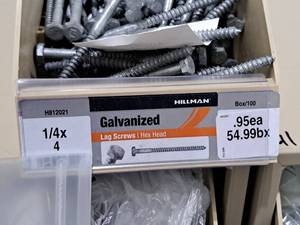 HILLMAN
H812021
Galvanized
Box/100
1/4x
4
Lag Screws | Hex Head
.95ea
54.99bx